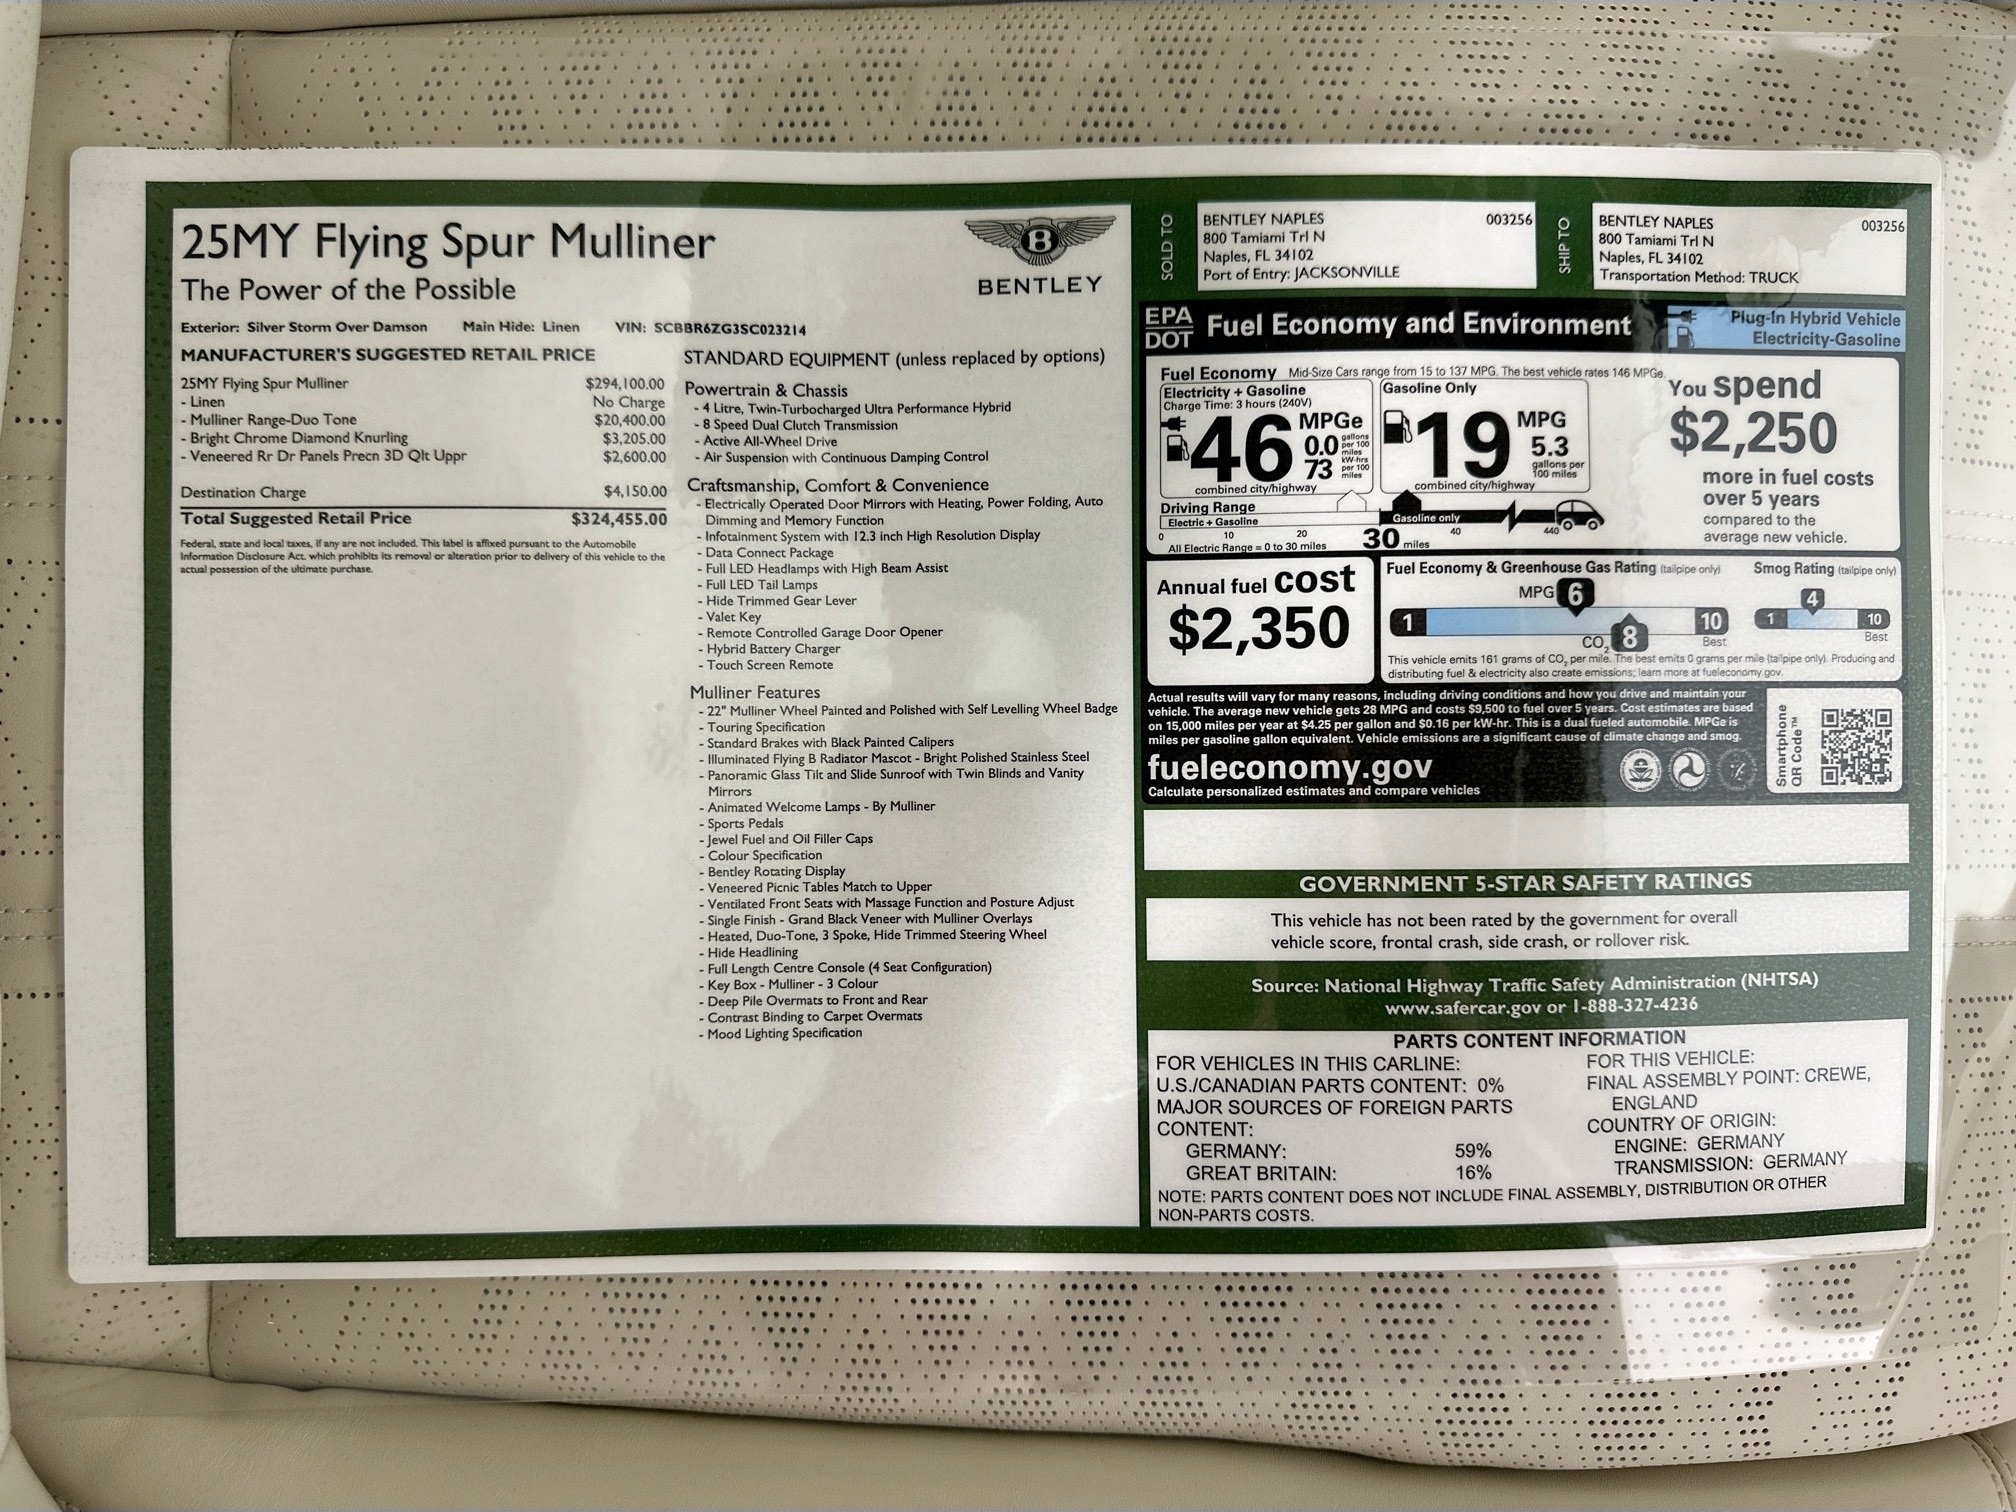 25MY Flying Spur Mulliner
The Power of the Possible
BENTLEY
Exterior: Silver Storm Over Damson Main Hide: Linen VIN: SCBBR6ZG3SC023214
MANUFACTURER'S SUGGESTED RETAIL PRICE
25MY Flying Spur Mulliner $294,100.00
- Linen No Charge
- Mulliner Range-Duo Tone $20,400.00
- Bright Chrome Diamond Knurling $3,205.00
- Veneered Rr Dr Panels Precn 3D Qlt Uppr $2,600.00
Destination Charge $4,150.00
Total Suggested Retail Price $324,455.00
Federal, state and local taxes, if any are not included. This label is affixed pursuant to the Automobile
Information Disclosure Act, which prohibits its removal or alteration prior to delivery of this vehicle to the
actual possession of the ultimate purchase.
STANDARD EQUIPMENT (unless replaced by options)
Powertrain & Chassis
- 4 Litre, Twin-Turbocharged Ultra Performance Hybrid
- 8 Speed Dual Clutch Transmission
- Active All-Wheel Drive
- Air Suspension with Continuous Damping Control
Craftsmanship, Comfort & Convenience
- Electrically Operated Door Mirrors with Heating, Power Folding, Auto
Dimming and Memory Function
- Infotainment System with 12.3 inch High Resolution Display
- Data Connect Package
- Full LED Headlamps with High Beam Assist
- Full LED Tail Lamps
- Hide Trimmed Gear Lever
- Valet Key
- Remote Controlled Garage Door Opener
- Hybrid Battery Charger
- Touch Screen Remote
Mulliner Features
- 22" Mulliner Wheel Painted and Polished with Self Levelling Wheel Badge
- Touring Specification
- Standard Brakes with Black Painted Calipers
- Illuminated Flying B Radiator Mascot - Bright Polished Stainless Steel
- Panoramic Glass Tilt and Slide Sunroof with Twin Blinds and Vanity
Mirrors
- Animated Welcome Lamps - By Mulliner
- Sports Pedals
- Jewel Fuel and Oil Filler Caps
- Colour Specification
- Bentley Rotating Display
- Veneered Picnic Tables Match to Upper
- Ventilated Front Seats with Massage Function and Posture Adjust
- Single Finish - Grand Black Veneer with Mulliner Overlays
- Heated, Duo-Tone, 3 Spoke, Hide Trimmed Steering Wheel
- Hide Headlining
- Full Length Centre Console (4 Seat Configuration)
- Key Box - Mulliner - 3 Colour
- Deep Pile Overmats to Front and Rear
- Contrast Binding to Carpet Overmats
- Mood Lighting Specification
SOLD TO
BENTLEY NAPLES 003256
800 Tamiami Trl N
Naples, FL 34102
Port of Entry: JACKSONVILLE
SHIP TO
BENTLEY NAPLES 003256
800 Tamiami Trl N
Naples, FL 34102
Transportation Method: TRUCK
EPA
DOT
Fuel Economy and Environment
Plug-In Hybrid Vehicle
Electricity-Gasoline
Fuel Economy Mid-Size Cars range from 15 to 137 MPG. The best vehicle rates 146 MPGe.
Electricity + Gasoline
Charge Time: 3 hours (240V)
46 MPGe
0.0 gallons per 100 miles
73 kW-hrs per 100 miles
combined city/highway
Gasoline Only
19 MPG
5.3
gallons per
100 miles
combined city/highway
Driving Range
Electric + Gasoline
Gasoline only
0 10 20 30 miles 40 440
All Electric Range = 0 to 30 miles
You spend
$2,250
more in fuel costs
over 5 years
compared to the
average new vehicle.
Annual fuel cost
$2,350
Fuel Economy & Greenhouse Gas Rating (tailpipe only)
MPG 6
1 10
Best
CO2 8
Smog Rating (tailpipe only)
4
1 10
Best
This vehicle emits 161 grams of CO2 per mile. The best emits 0 grams per mile (tailpipe only). Producing and
distributing fuel & electricity also create emissions; learn more at fueleconomy.gov.
Actual results will vary for many reasons, including driving conditions and how you drive and maintain your
vehicle. The average new vehicle gets 28 MPG and costs $9,500 to fuel over 5 years. Cost estimates are based
on 15,000 miles per year at $4.25 per gallon and $0.16 per kW-hr. This is a dual fueled automobile. MPGe is
miles per gasoline gallon equivalent. Vehicle emissions are a significant cause of climate change and smog.
fueleconomy.gov
Calculate personalized estimates and compare vehicles
Smartphone
QR Code™
GOVERNMENT 5-STAR SAFETY RATINGS
This vehicle has not been rated by the government for overall
vehicle score, frontal crash, side crash, or rollover risk.
Source: National Highway Traffic Safety Administration (NHTSA)
www.safercar.gov or 1-888-327-4236
PARTS CONTENT INFORMATION
FOR VEHICLES IN THIS CARLINE:
U.S./CANADIAN PARTS CONTENT: 0%
MAJOR SOURCES OF FOREIGN PARTS
CONTENT:
GERMANY: 59%
GREAT BRITAIN: 16%
FOR THIS VEHICLE:
FINAL ASSEMBLY POINT: CREWE,
ENGLAND
COUNTRY OF ORIGIN:
ENGINE: GERMANY
TRANSMISSION: GERMANY
NOTE: PARTS CONTENT DOES NOT INCLUDE FINAL ASSEMBLY, DISTRIBUTION OR OTHER
NON-PARTS COSTS.